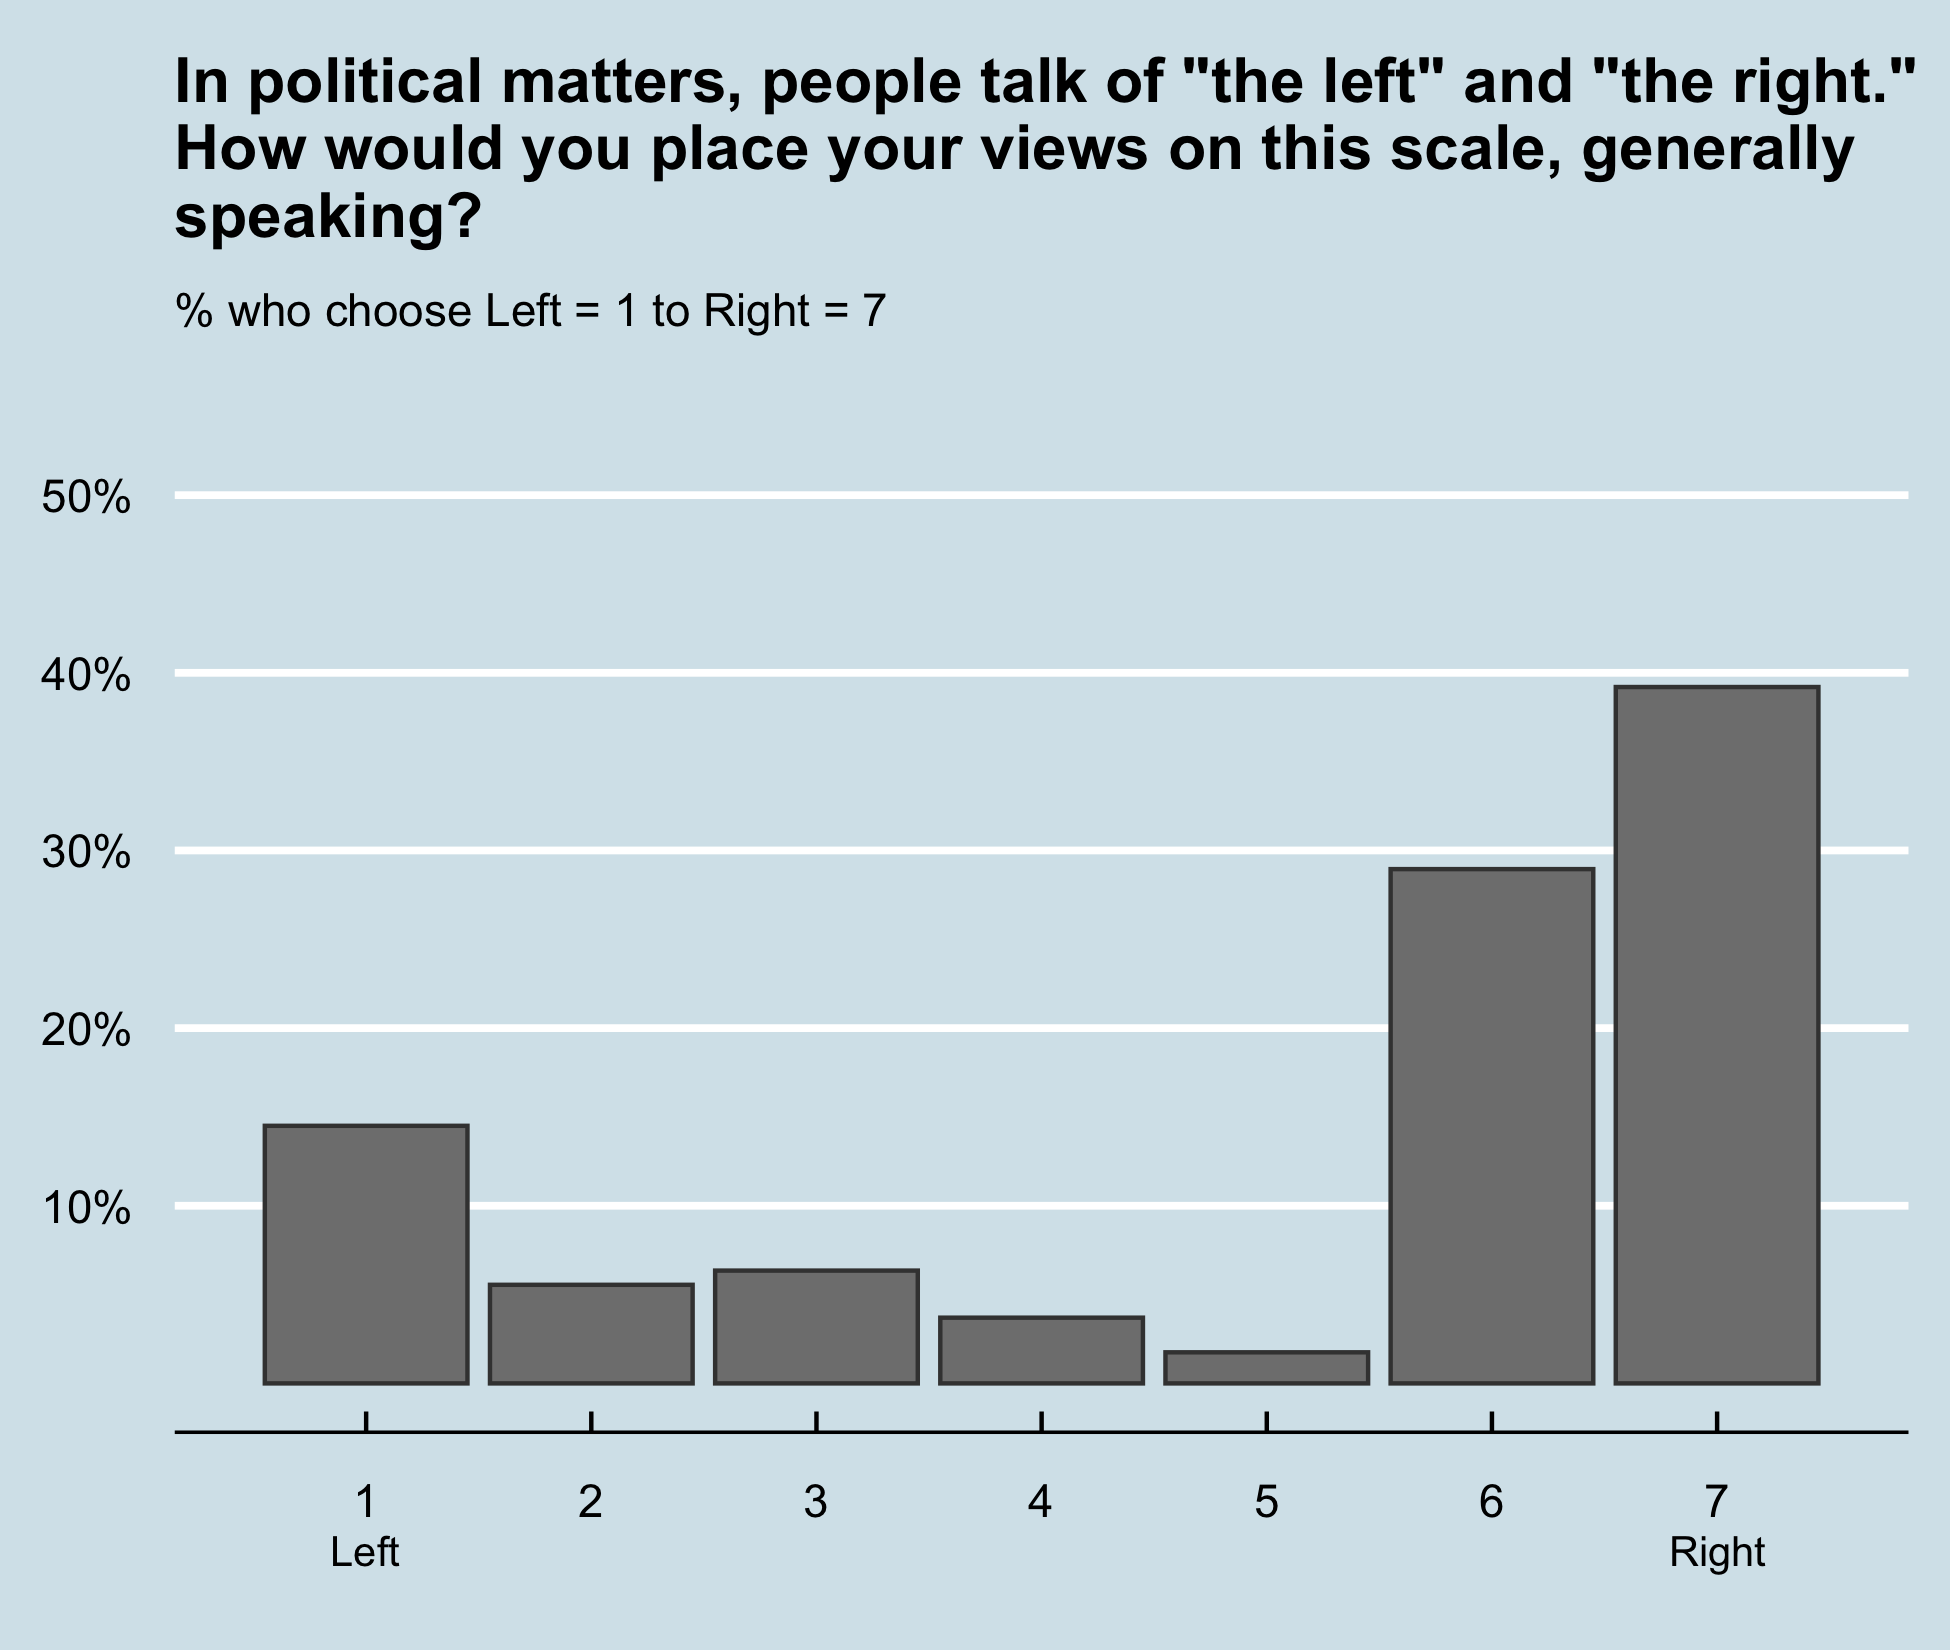 In political matters, people talk of "the left" and "the right."
How would you place your views on this scale, generally
speaking?
% who choose Left = 1 to Right = 7
50%
40%
30%
20%
10%
1 2 3 4 5 6 7
Left Right